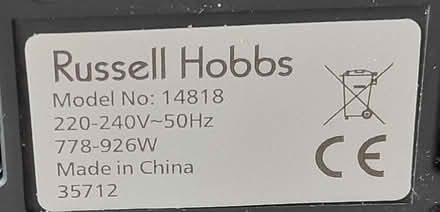 Russell Hobbs
Model No: 14818
220-240V~50Hz
778-926W
Made in China
35712
CE